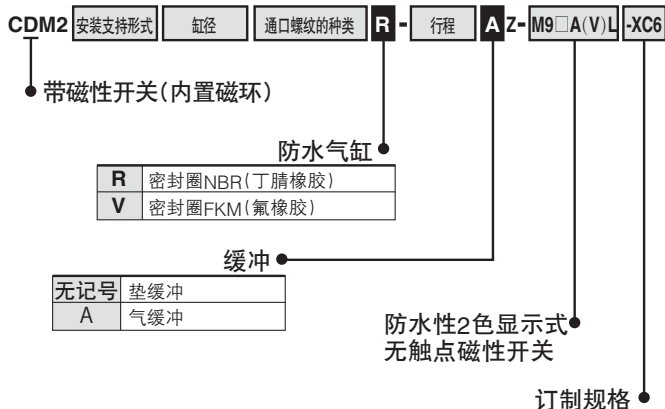 CDM2 安装支持形式 缸径 通口螺纹的种类 R - 行程 A Z- M9□A(V)L -XC6
带磁性开关(内置磁环)
防水气缸
R 密封圈NBR(丁腈橡胶)
V 密封圈FKM(氟橡胶)
缓冲
无记号 垫缓冲
A 气缓冲
防水性2色显示式
无触点磁性开关
订制规格